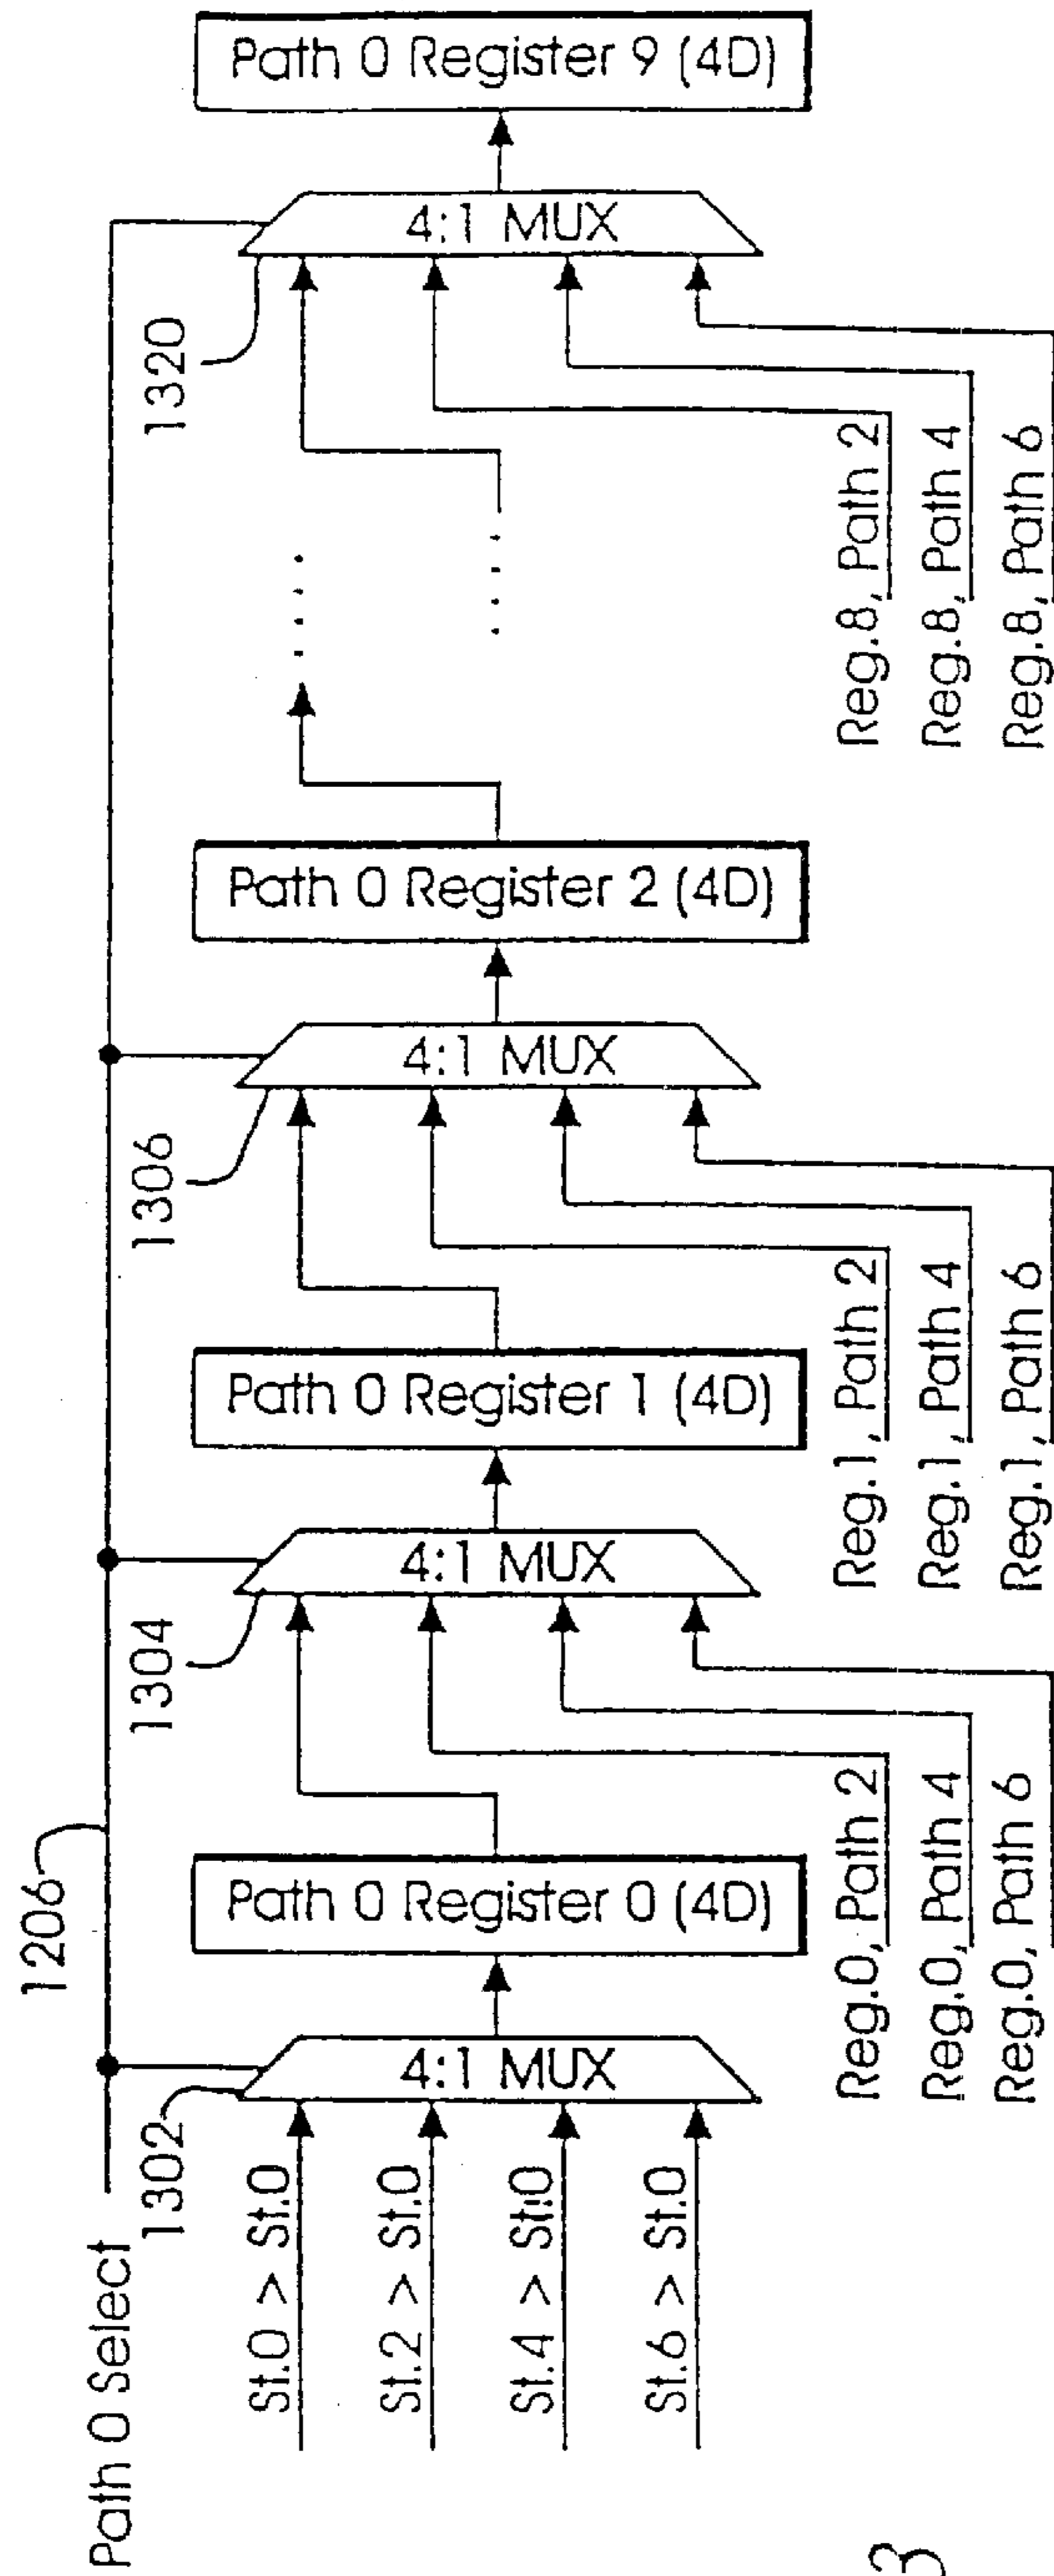 Path 0 Select
1206
1302
St.0 > St.0
St.2 > St.0
St.4 > St.0
St.6 > St.0
4:1 MUX
Path 0 Register 0 (4D)
Reg.0, Path 2
Reg.0, Path 4
Reg.0, Path 6
1304
4:1 MUX
Path 0 Register 1 (4D)
Reg.1, Path 2
Reg.1, Path 4
Reg.1, Path 6
1306
4:1 MUX
Path 0 Register 2 (4D)
Reg.8, Path 2
Reg.8, Path 4
Reg.8, Path 6
1320
4:1 MUX
Path 0 Register 9 (4D)
3